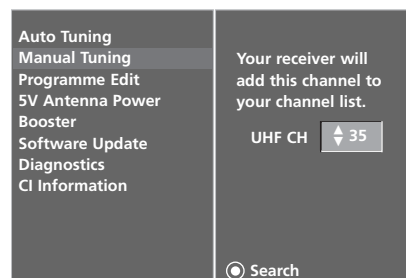 Auto Tuning
Manual Tuning
Programme Edit
5V Antenna Power
Booster
Software Update
Diagnostics
CI Information
Your receiver will
add this channel to
your channel list.
UHF CH 35
Search